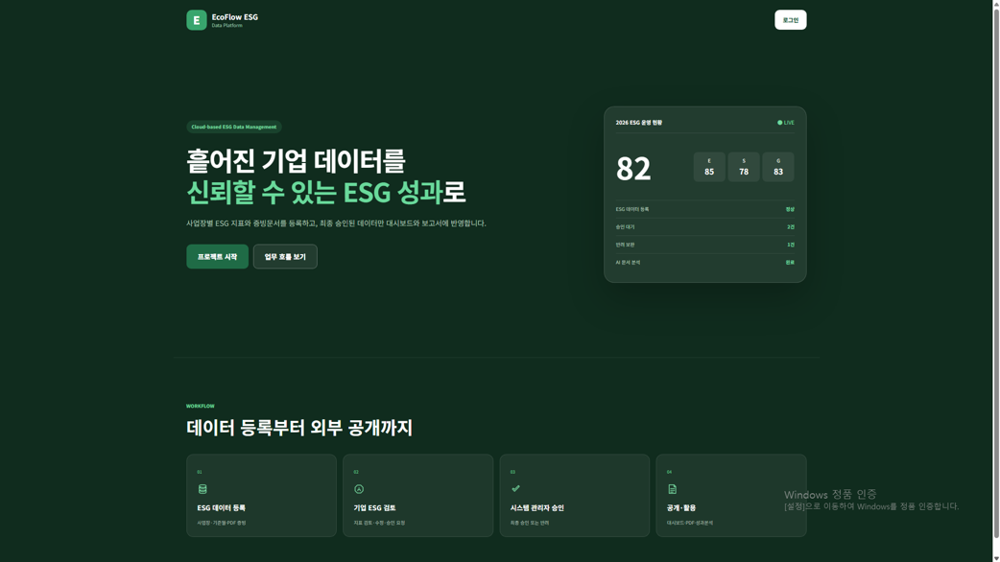 E
EcoFlow ESG
Data Platform
로그인
Cloud-based ESG Data Management
흩어진 기업 데이터를
신뢰할 수 있는 ESG 성과로
사업장별 ESG 지표와 증빙문서를 등록하고, 최종 승인된 데이터만 대시보드와 보고서에 반영합니다.
프로젝트 시작
업무 흐름 보기
2026 ESG 운영 현황
LIVE
82
E
85
S
78
G
83
ESG 데이터 등록
정상
승인 대기
2건
반려 보완
1건
AI 문서 분석
완료
WORKFLOW
데이터 등록부터 외부 공개까지
01
ESG 데이터 등록
사업장·기준월·PDF 증빙
02
기업 ESG 검토
지표 검토·수정·승인 요청
03
시스템 관리자 승인
최종 승인 또는 반려
04
공개·활용
대시보드·PDF·성과분석
Windows 정품 인증
[설정]으로 이동하여 Windows를 정품 인증합니다.